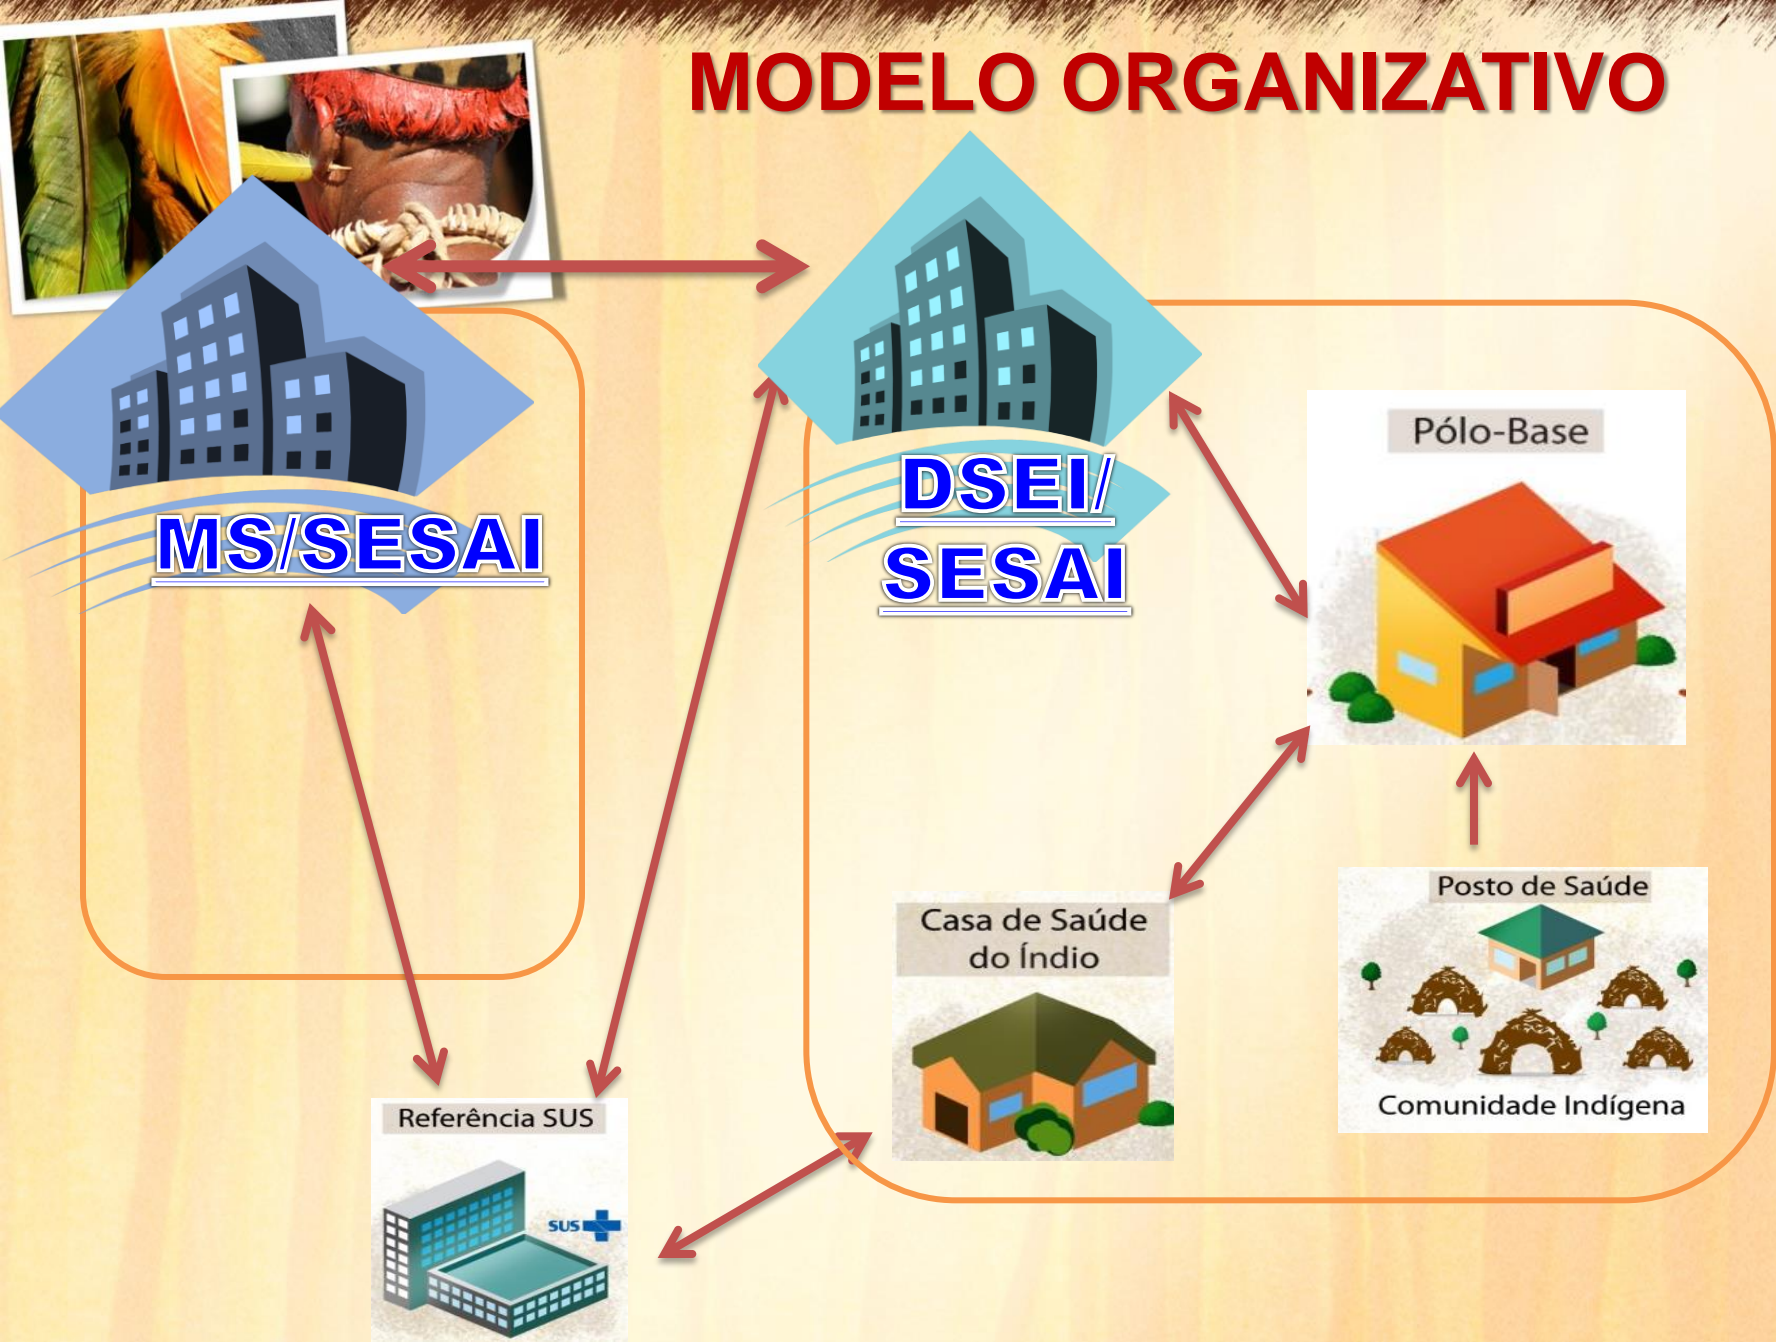 MODELO ORGANIZATIVO
MS/SESAI
DSEI/
SESAI
Pólo-Base
Casa de Saúde
do Índio
Posto de Saúde
Comunidade Indígena
Referência SUS
SUS